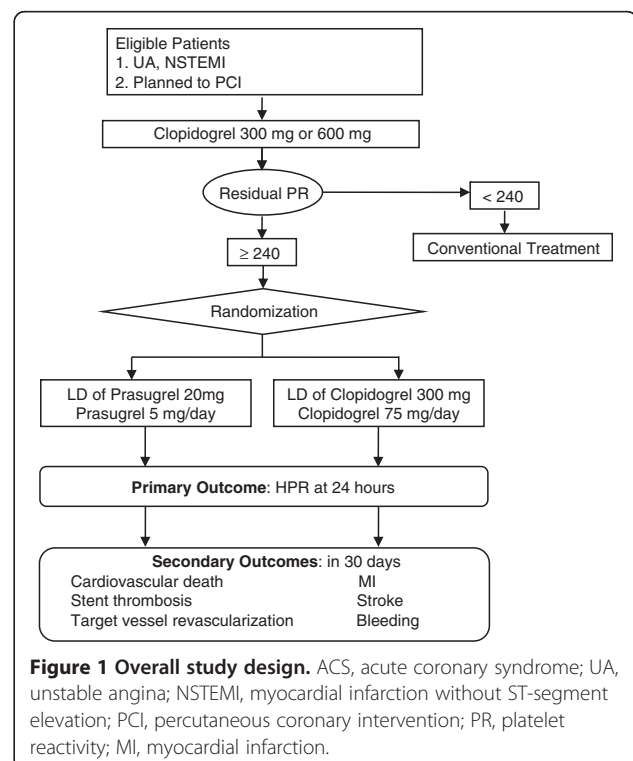 Eligible Patients
1. UA, NSTEMI
2. Planned to PCI
Clopidogrel 300 mg or 600 mg
Residual PR
< 240
≥ 240
Conventional Treatment
Randomization
LD of Prasugrel 20mg
Prasugrel 5 mg/day
LD of Clopidogrel 300 mg
Clopidogrel 75 mg/day
Primary Outcome: HPR at 24 hours
Secondary Outcomes: in 30 days
Cardiovascular death MI
Stent thrombosis Stroke
Target vessel revascularization Bleeding
Figure 1 Overall study design. ACS, acute coronary syndrome; UA,
unstable angina; NSTEMI, myocardial infarction without ST-segment
elevation; PCI, percutaneous coronary intervention; PR, platelet
reactivity; MI, myocardial infarction.